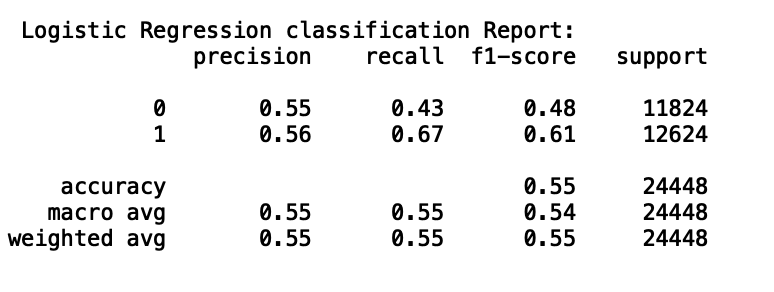 Logistic Regression classification Report:
precision recall f1-score support
0 0.55 0.43 0.48 11824
1 0.56 0.67 0.61 12624
accuracy 0.55 24448
macro avg 0.55 0.55 0.54 24448
weighted avg 0.55 0.55 0.55 24448